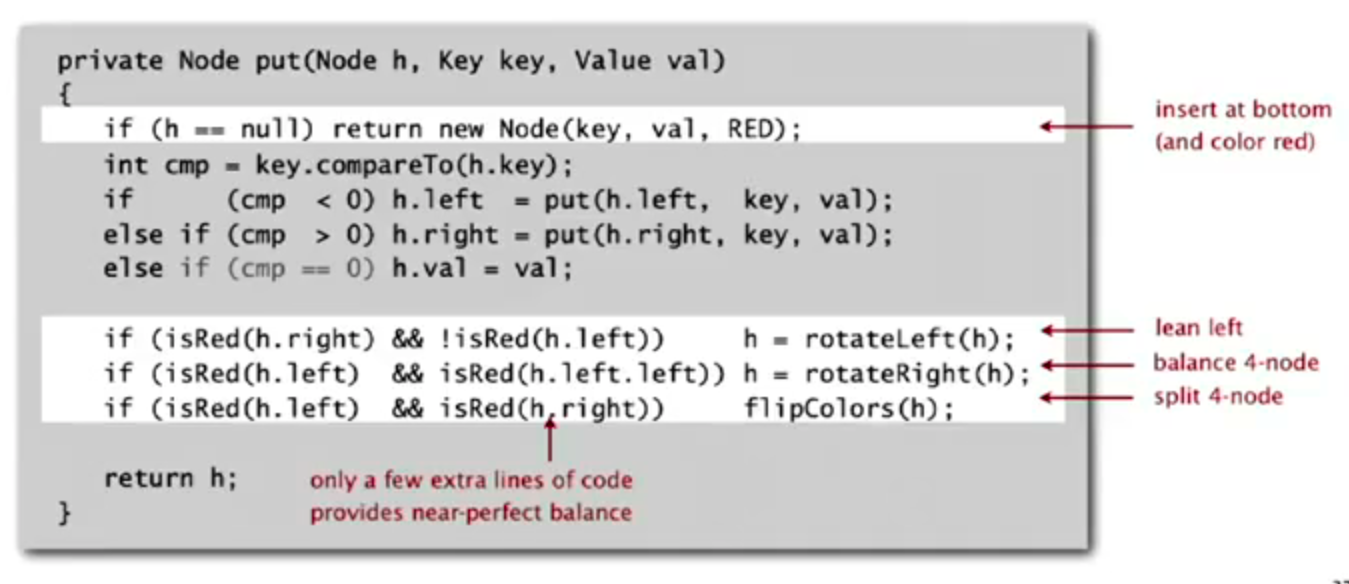 private Node put(Node h, Key key, Value val)
{
if (h == null) return new Node(key, val, RED);
insert at bottom
(and color red)
int cmp = key.compareTo(h.key);
if (cmp < 0) h.left = put(h.left, key, val);
else if (cmp > 0) h.right = put(h.right, key, val);
else if (cmp == 0) h.val = val;
if (isRed(h.right) && !isRed(h.left)) h = rotateLeft(h);
lean left
if (isRed(h.left) && isRed(h.left.left)) h = rotateRight(h);
balance 4-node
if (isRed(h.left) && isRed(h.right)) flipColors(h);
split 4-node
return h;
only a few extra lines of code
provides near-perfect balance
}